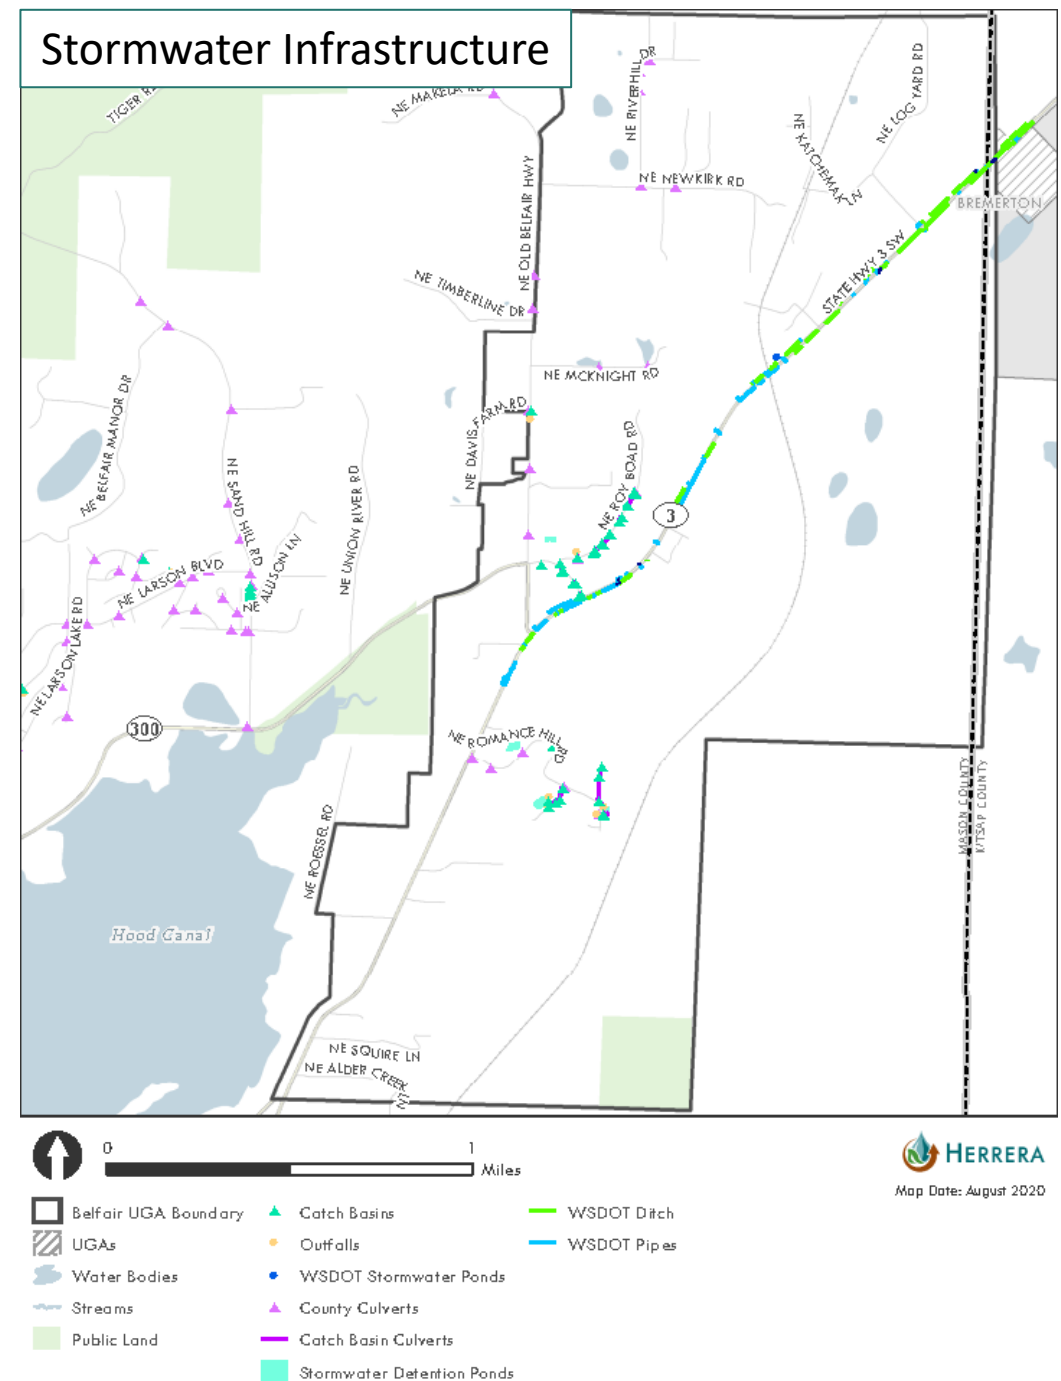 Stormwater Infrastructure
TIGER RD
NE MAKELA RD
NE RIVERHILL DR
NE LOG YARD RD
NE KATCHEMAK LN
NE NEWKIRK RD
NE OLD BELFAIR HWY
BREMERTON
STATE HWY 3 SW
NE TIMBERLINE DR
NE MCKNIGHT RD
NE BELFAIR MANOR DR
NE DAVIS FARM RD
NE ROY BOAD RD
NE SAND HILL RD
NE UNION RIVER RD
3
NE ALLISON LN
NE LARSON BLVD
NE LARSON LAKE RD
300
NE ROMANCE HILL RD
MASON COUNTY
KITSAP COUNTY
NE ROESSEL RD
Hood Canal
NE SQUIRE LN
NE ALDER CREEK LN
0 1
Miles
HERRERA
Map Date: August 2020
Belfair UGA Boundary
UGAs
Water Bodies
Streams
Public Land
Catch Basins
Outfalls
WSDOT Stormwater Ponds
County Culverts
Catch Basin Culverts
Stormwater Detention Ponds
WSDOT Ditch
WSDOT Pipes